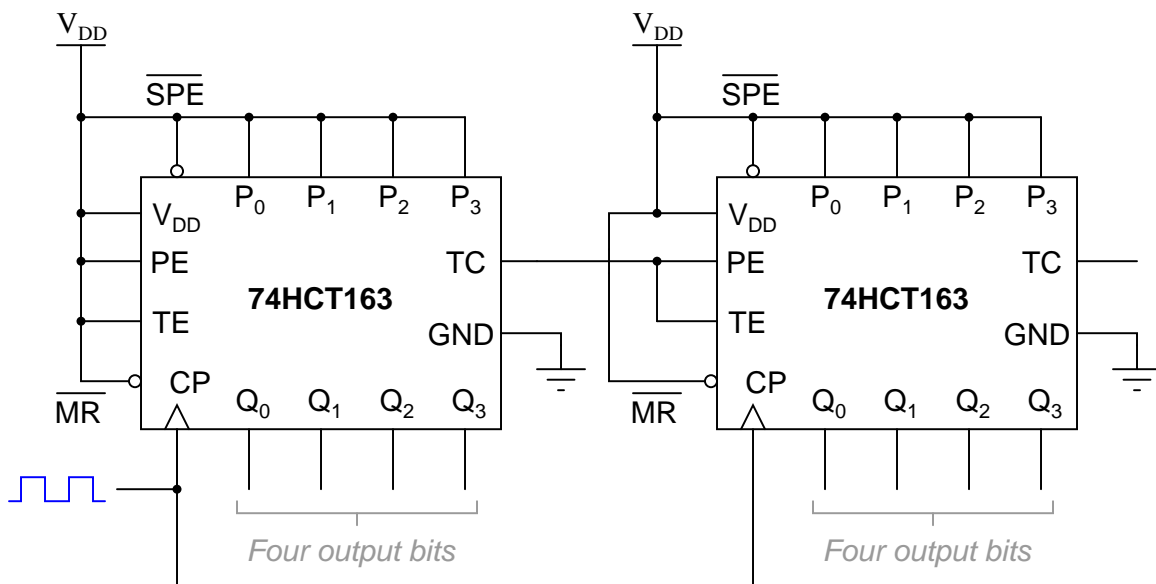 VDD VDD
SPE SPE
P0 P1 P2 P3 P0 P1 P2 P3
VDD VDD
PE TC PE TC
74HCT163 74HCT163
TE TE
GND GND
CP CP
MR Q0 Q1 Q2 Q3 MR Q0 Q1 Q2 Q3
Four output bits Four output bits